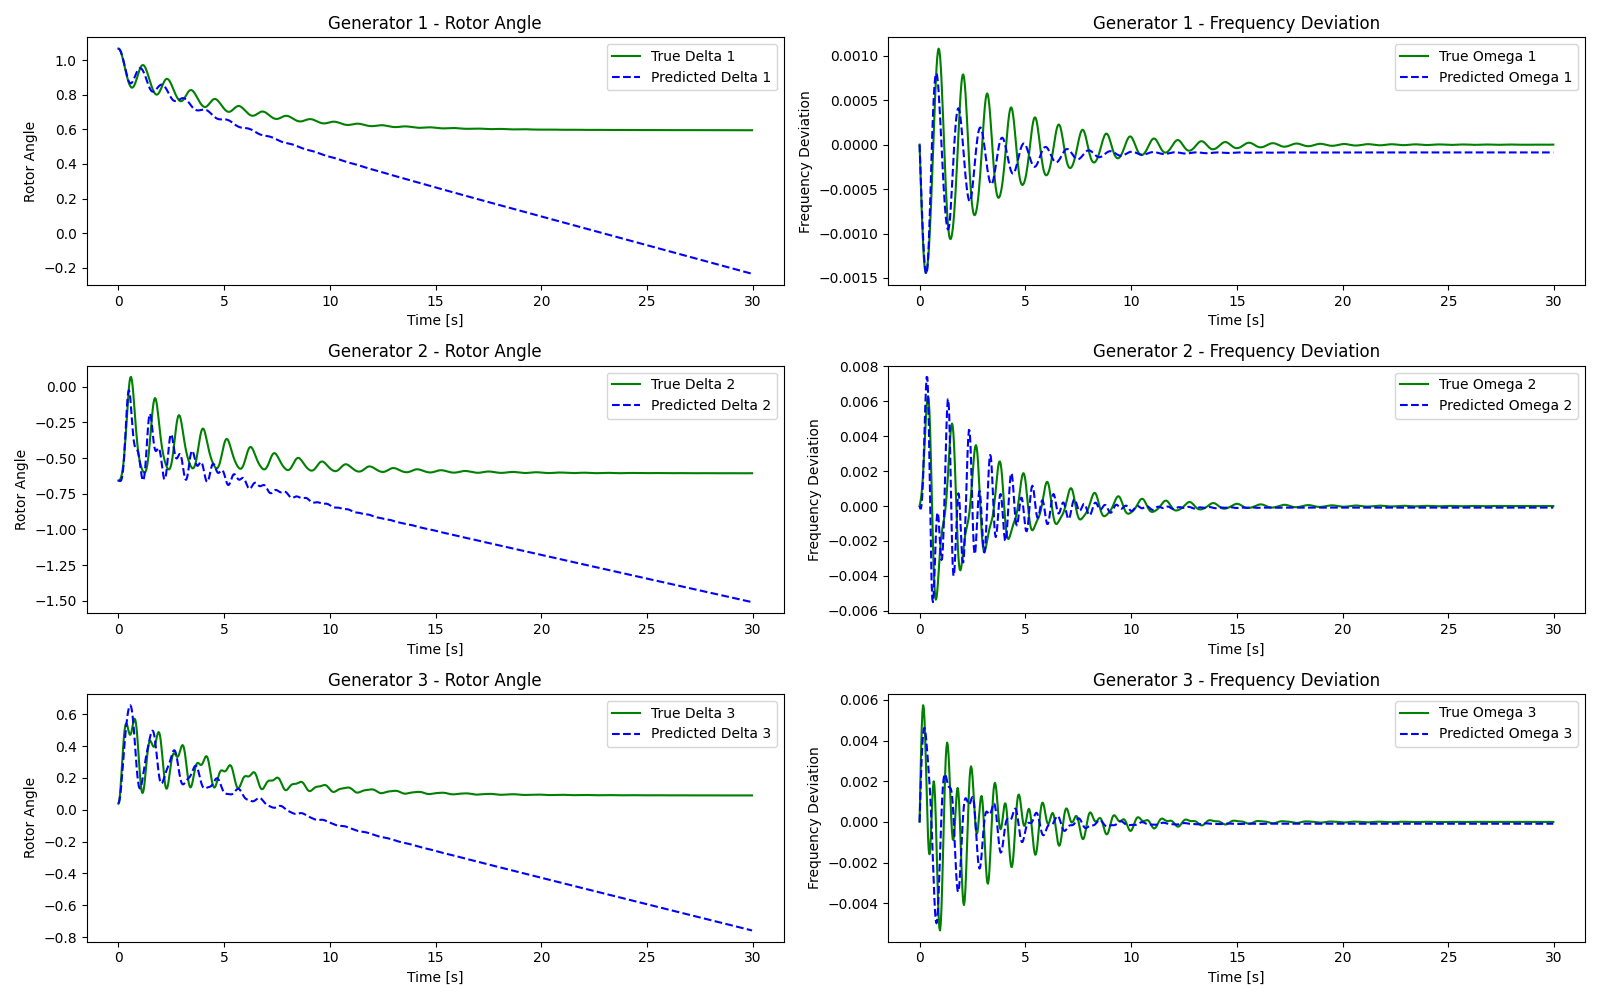 Generator 1 - Rotor Angle
True Delta 1
Predicted Delta 1
Rotor Angle
1.0
0.8
0.6
0.4
0.2
0.0
−0.2
0
5
10
15
20
25
30
Time [s]
Generator 1 - Frequency Deviation
True Omega 1
Predicted Omega 1
Frequency Deviation
0.0010
0.0005
0.0000
−0.0005
−0.0010
−0.0015
0
5
10
15
20
25
30
Time [s]
Generator 2 - Rotor Angle
True Delta 2
Predicted Delta 2
Rotor Angle
0.00
−0.25
−0.50
−0.75
−1.00
−1.25
−1.50
0
5
10
15
20
25
30
Time [s]
Generator 2 - Frequency Deviation
True Omega 2
Predicted Omega 2
Frequency Deviation
0.008
0.006
0.004
0.002
0.000
−0.002
−0.004
−0.006
0
5
10
15
20
25
30
Time [s]
Generator 3 - Rotor Angle
True Delta 3
Predicted Delta 3
Rotor Angle
0.6
0.4
0.2
0.0
−0.2
−0.4
−0.6
−0.8
0
5
10
15
20
25
30
Time [s]
Generator 3 - Frequency Deviation
True Omega 3
Predicted Omega 3
Frequency Deviation
0.006
0.004
0.002
0.000
−0.002
−0.004
0
5
10
15
20
25
30
Time [s]